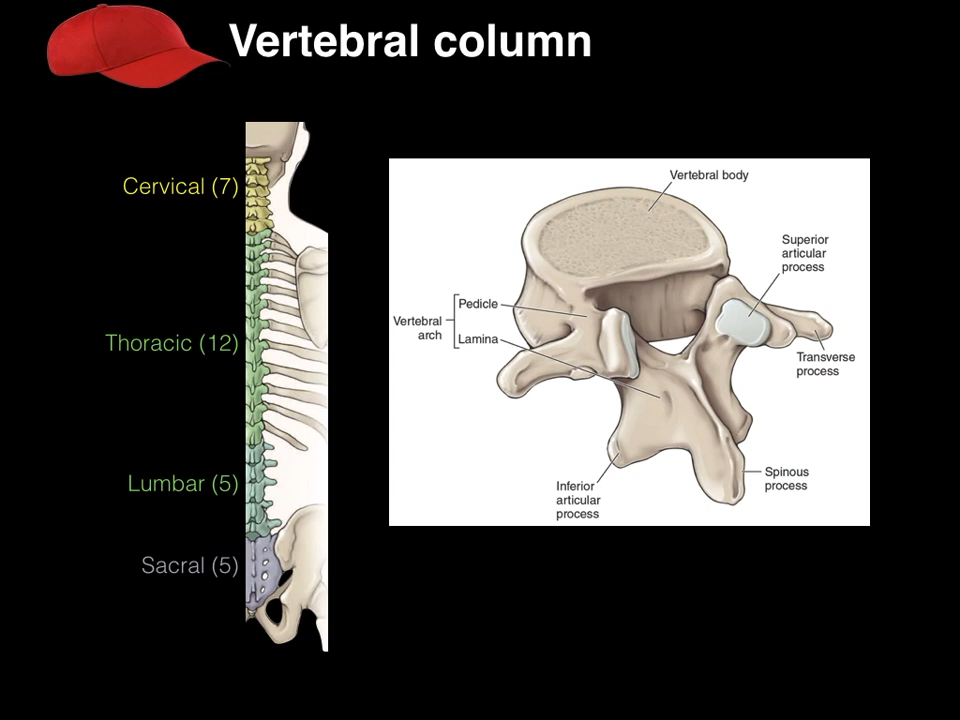 Vertebral column
Cervical (7)
Thoracic (12)
Lumbar (5)
Sacral (5)
Vertebral body
Superior
articular
process
Pedicle
Vertebral
arch
Lamina
Transverse
process
Spinous
process
Inferior
articular
process